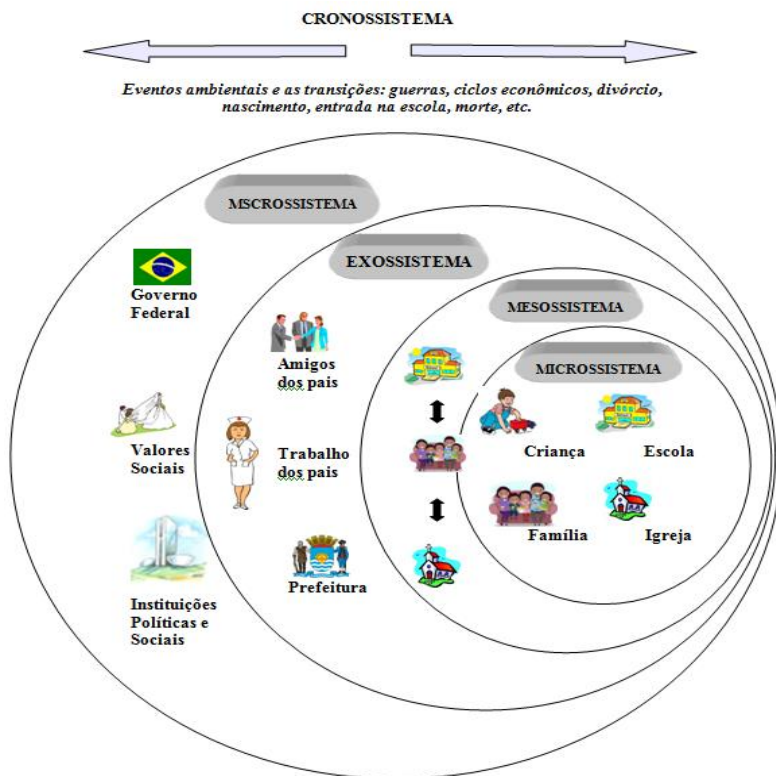 CRONOSSISTEMA
Eventos ambientais e as transições: guerras, ciclos econômicos, divórcio,
nascimento, entrada na escola, morte, etc.
MSCROSSISTEMA
EXOSSISTEMA
MESOSSISTEMA
MICROSSISTEMA
Governo
Federal
Amigos
dos pais
Criança
Escola
Valores
Sociais
Trabalho
dos pais
Família
Igreja
Prefeitura
Instituições
Políticas e
Sociais